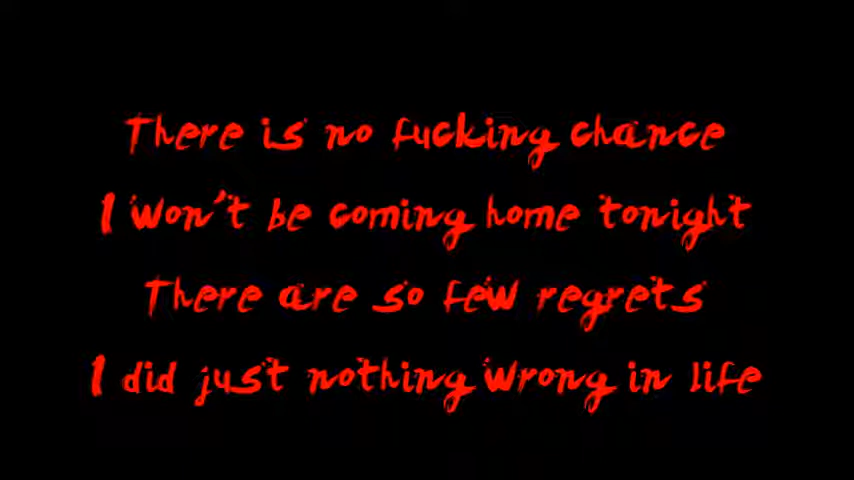 There is no fucking chance
I won't be coming home tonight
There are so few regrets
I did just nothing wrong in life